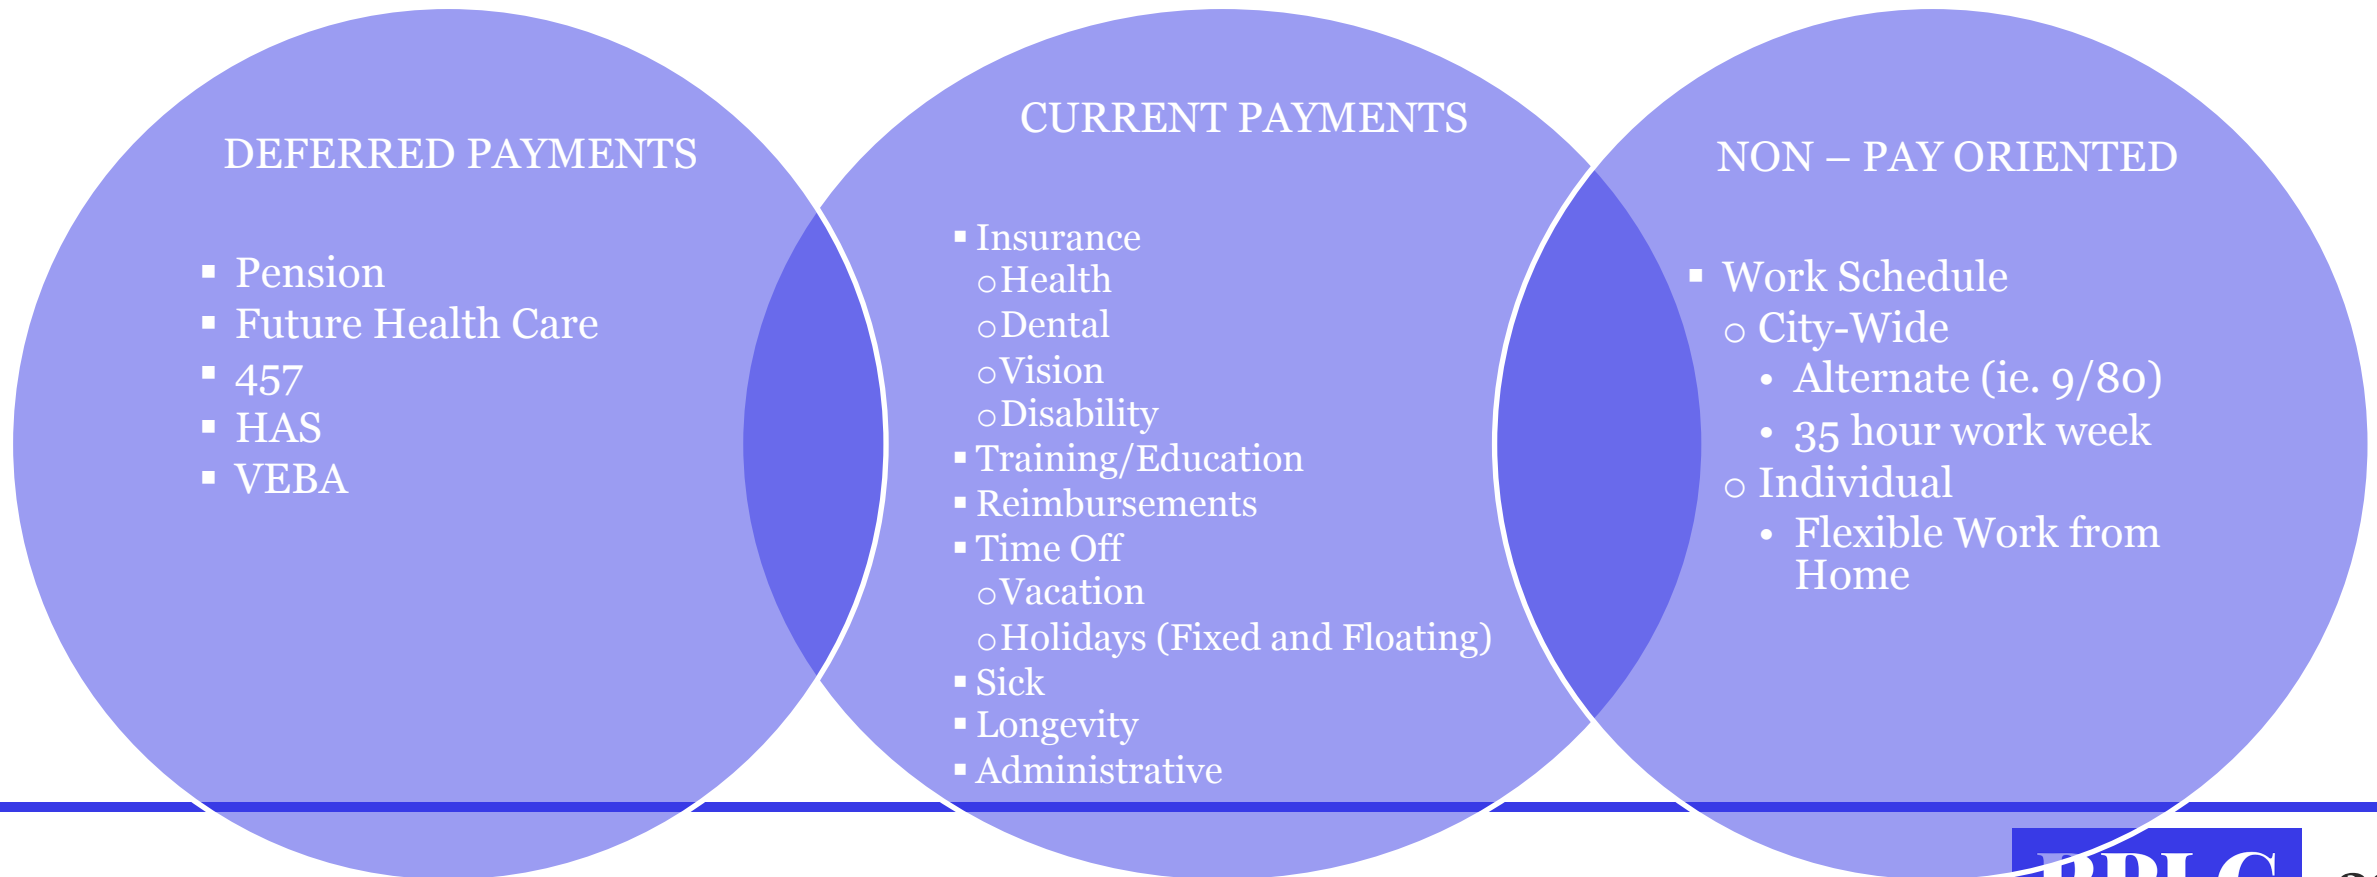 DEFERRED PAYMENTS
▪ Pension
▪ Future Health Care
▪ 457
▪ HAS
▪ VEBA
CURRENT PAYMENTS
▪ Insurance
o Health
o Dental
o Vision
o Disability
▪ Training/Education
▪ Reimbursements
▪ Time Off
o Vacation
o Holidays (Fixed and Floating)
▪ Sick
▪ Longevity
▪ Administrative
NON – PAY ORIENTED
▪ Work Schedule
o City-Wide
• Alternate (ie. 9/80)
• 35 hour work week
o Individual
• Flexible Work from
Home